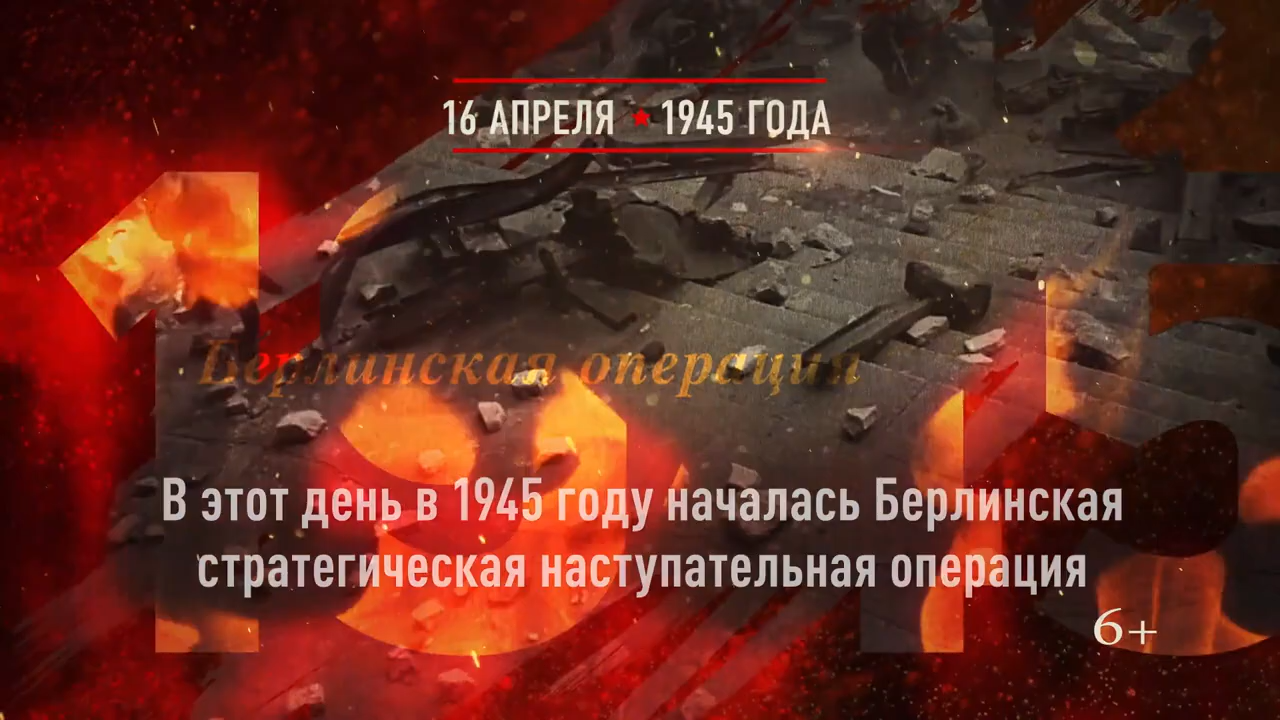 16 АПРЕЛЯ ★ 1945 ГОДА
Берлинская операция
В этот день в 1945 году началась Берлинская
стратегическая наступательная операция
6+